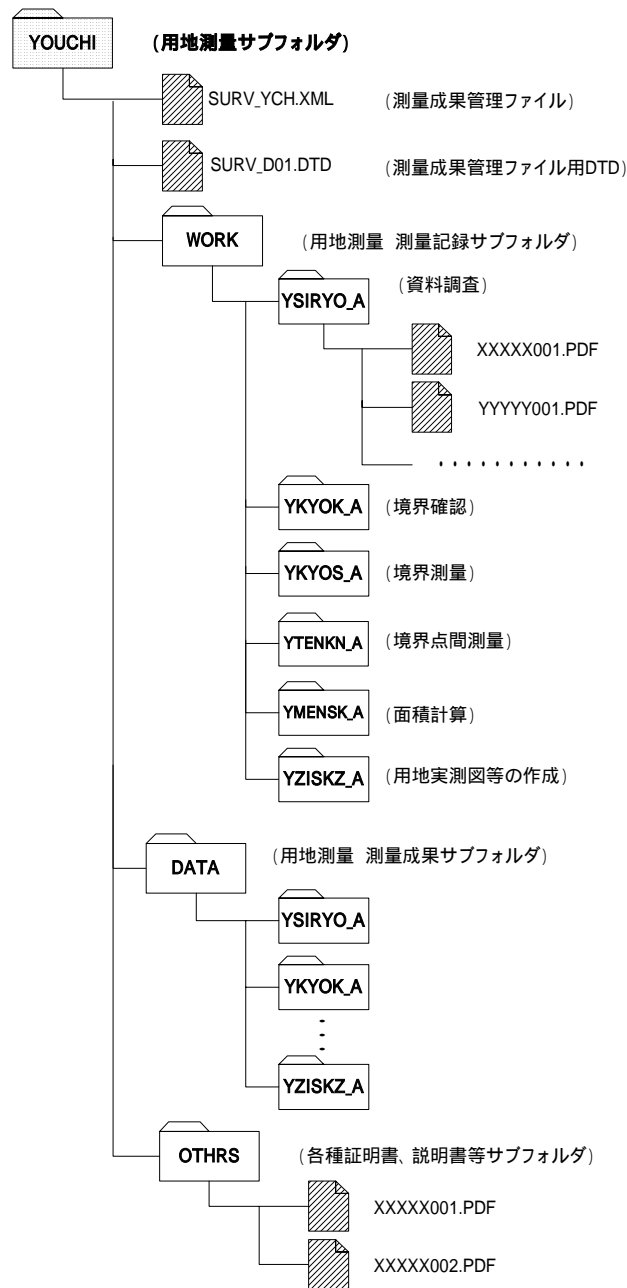 YOUCHI (用地測量サブフォルダ)
SURV_YCH.XML (測量成果管理ファイル)
SURV_D01.DTD (測量成果管理ファイル用DTD)
WORK (用地測量 測量記録サブフォルダ)
YSIRYO_A (資料調査)
XXXXX001.PDF
YYYYY001.PDF
・・・・・・・・・・・
YKYOK_A (境界確認)
YKYOS_A (境界測量)
YTENKN_A (境界点間測量)
YMENSK_A (面積計算)
YZISKZ_A (用地実測図等の作成)
DATA (用地測量 測量成果サブフォルダ)
YSIRYO_A
YKYOK_A
YZISKZ_A
OTHRS (各種証明書、説明書等サブフォルダ)
XXXXX001.PDF
XXXXX002.PDF